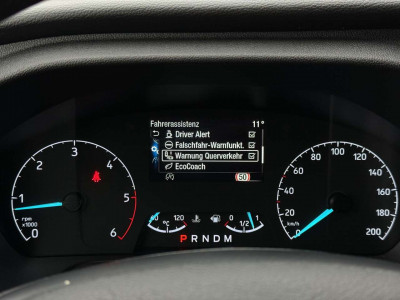 Fahrerassistenz 11°
Driver Alert
Falschfahr-Warnfunkt.
Warnung Querverkehr
EcoCoach
50
0 1 2 3 4 5 6
rpm
x1000
60 120
°C
0 1/2 1
P R N D M
0 20 40 60 80 100 120 140 160 180 200
km/h